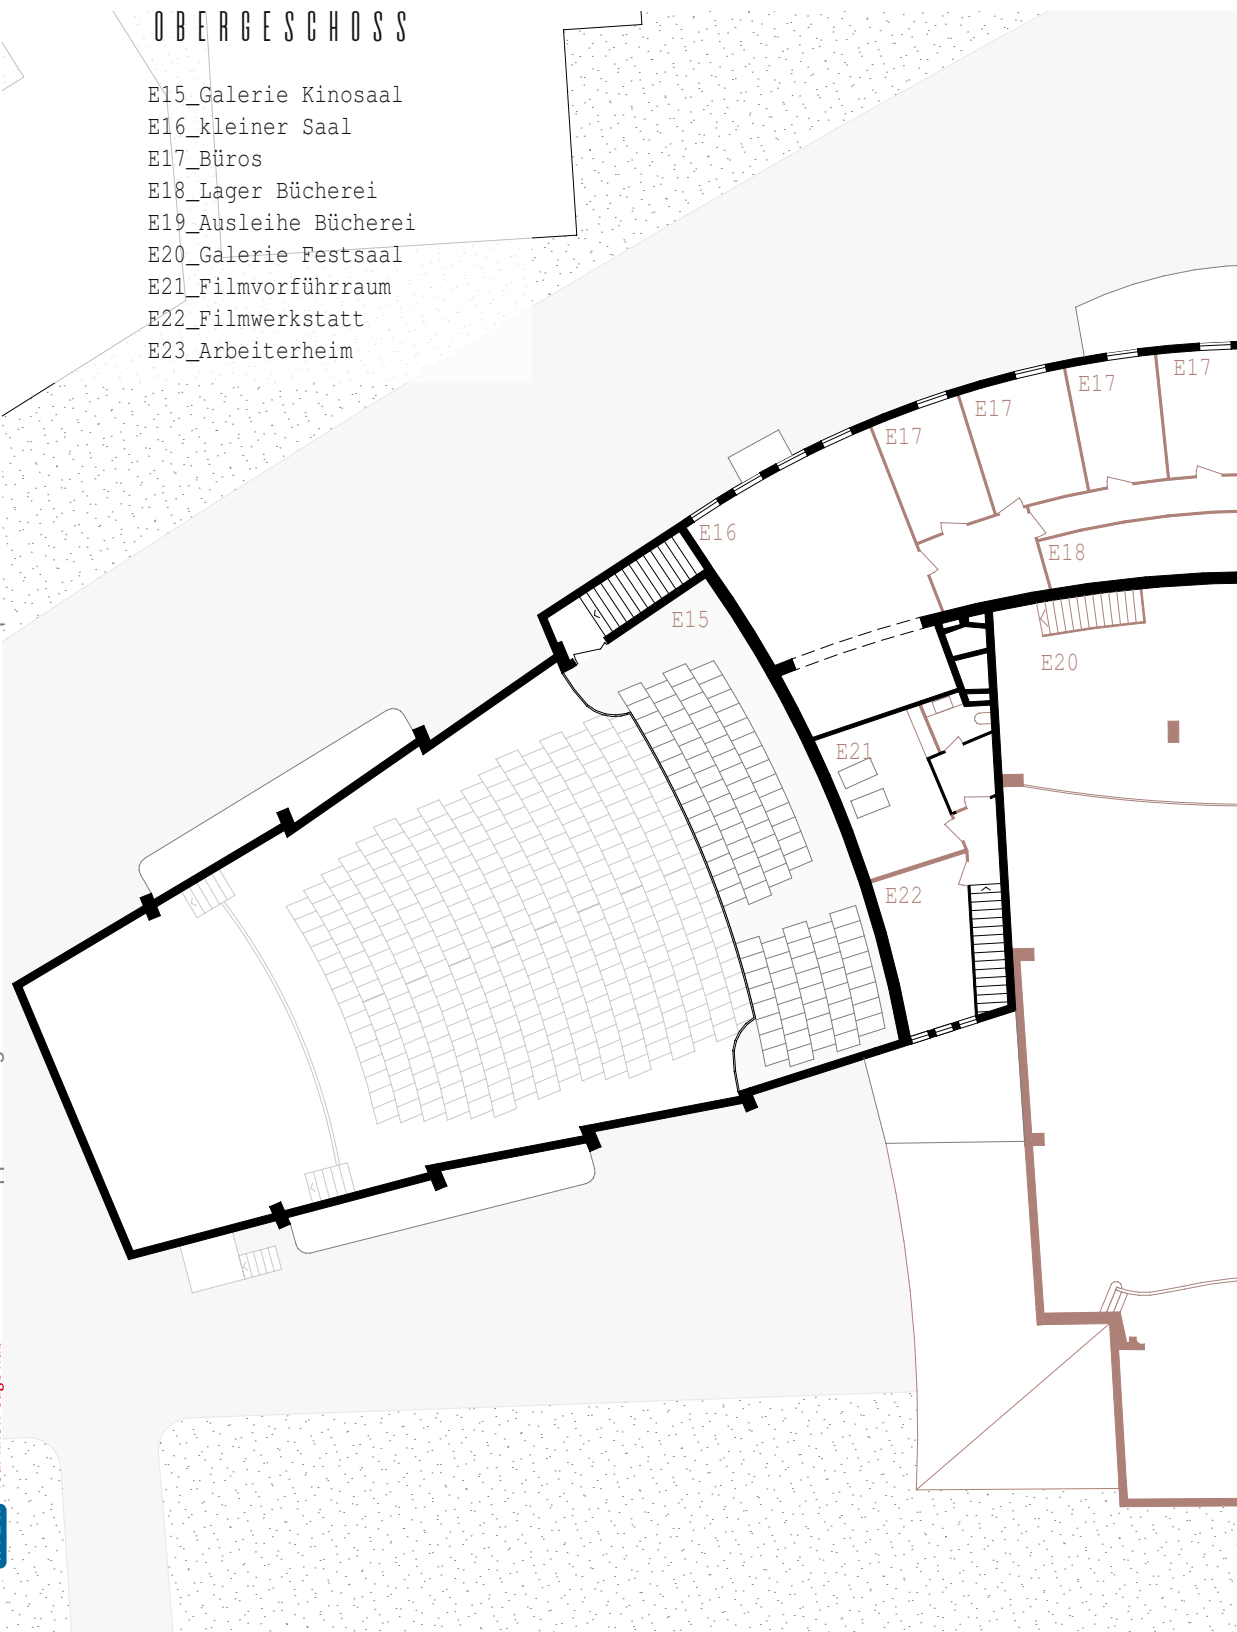 OBERGESCHOSS
E15_Galerie Kinosaal
E16_kleiner Saal
E17_Büros
E18_Lager Bücherei
E19_Ausleihe Bücherei
E20_Galerie Festsaal
E21_Filmvorführraum
E22_Filmwerkstatt
E23_Arbeiterheim
E17
E17
E17
E17
E16
E18
E15
E20
E21
E22